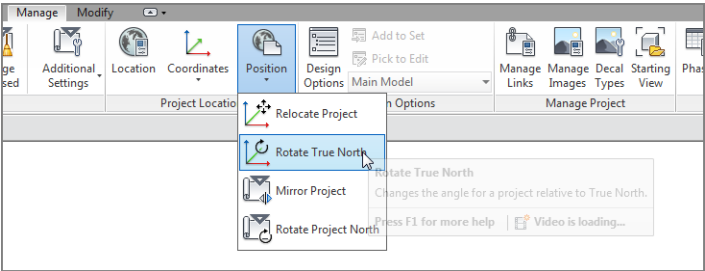 Manage Modify
Add to Set
Pick to Edit
Main Model
Additional Settings
Location
Coordinates
Position
Design Options
Manage Links
Manage Images
Decal Types
Starting View
Project Locatio
n Options
Manage Project
Relocate Project
Rotate True North
Mirror Project
Rotate Project North
Rotate True North
Changes the angle for a project relative to True North.
Press F1 for more help
Video is loading...